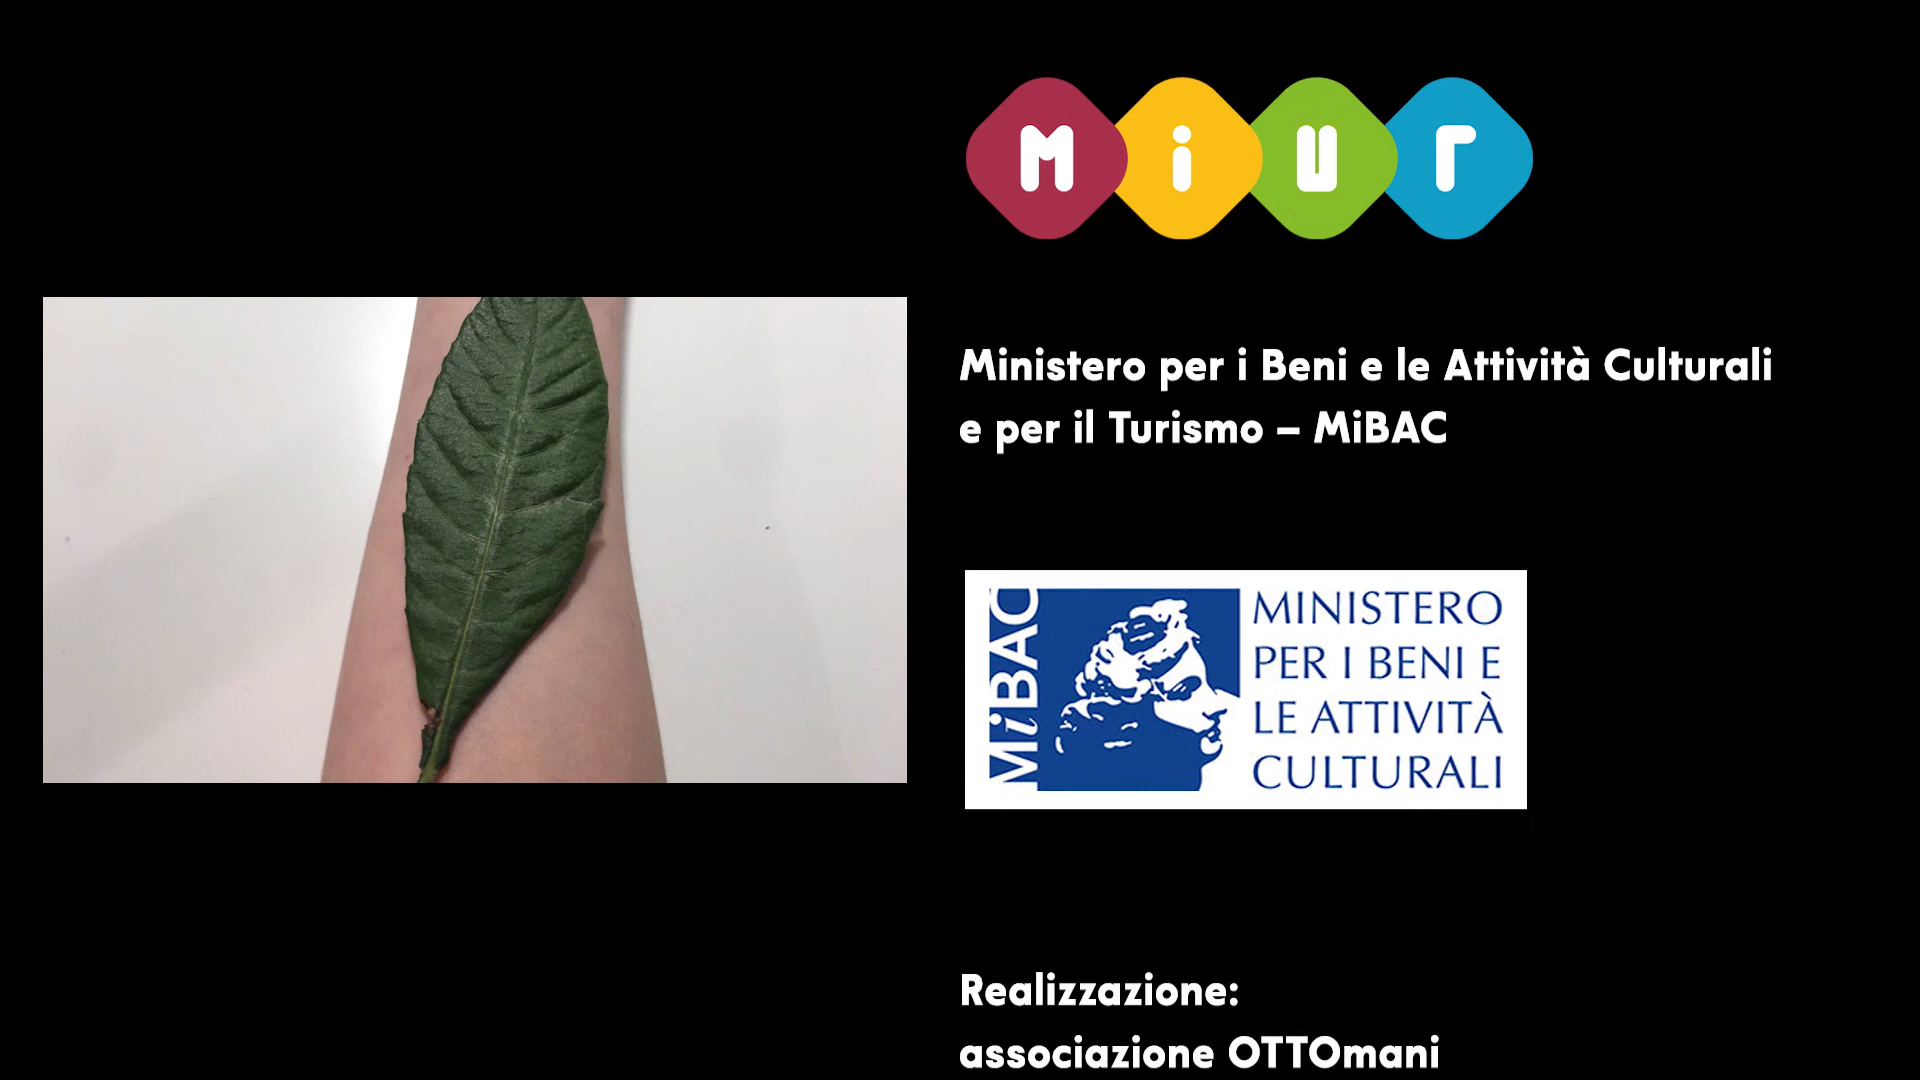 Miur
Ministero per i Beni e le Attività Culturali
e per il Turismo – MiBAC
MiBAC
MINISTERO
PER I BENI E
LE ATTIVITÀ
CULTURALI
Realizzazione:
associazione OTTOmani